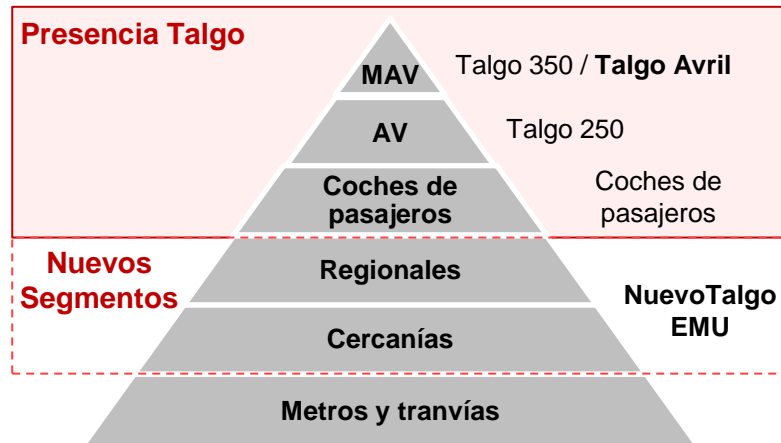 Presencia Talgo
MAV
Talgo 350 / Talgo Avril
AV
Talgo 250
Coches de
pasajeros
Coches de
pasajeros
Nuevos
Segmentos
Regionales
NuevoTalgo
EMU
Cercanías
Metros y tranvías